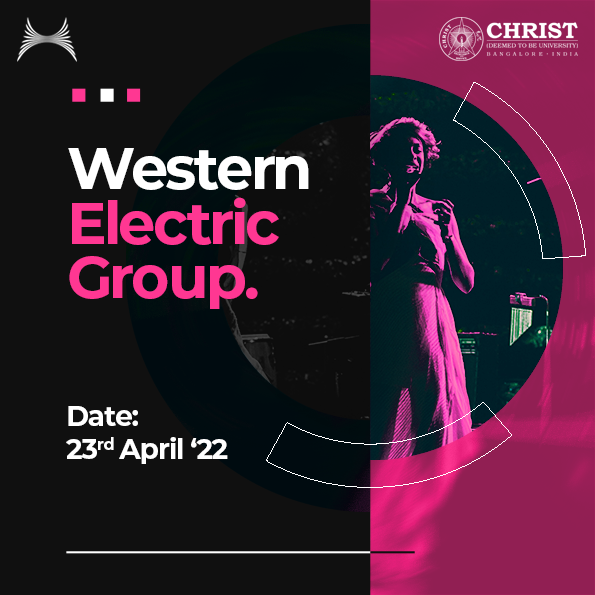 CHRIST
(DEEMED TO BE UNIVERSITY)
BANGALORE · INDIA
Western
Electric
Group.
Date:
23rd April ‘22